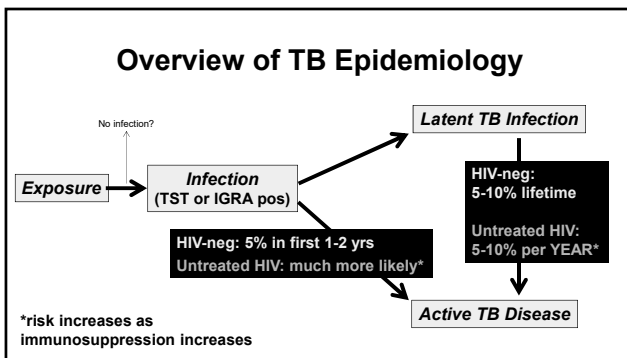 Overview of TB Epidemiology
No infection?
Latent TB Infection
Exposure
Infection
(TST or IGRA pos)
HIV-neg:
5-10% lifetime
Untreated HIV:
5-10% per YEAR*
HIV-neg: 5% in first 1-2 yrs
Untreated HIV: much more likely*
Active TB Disease
*risk increases as
immunosuppression increases